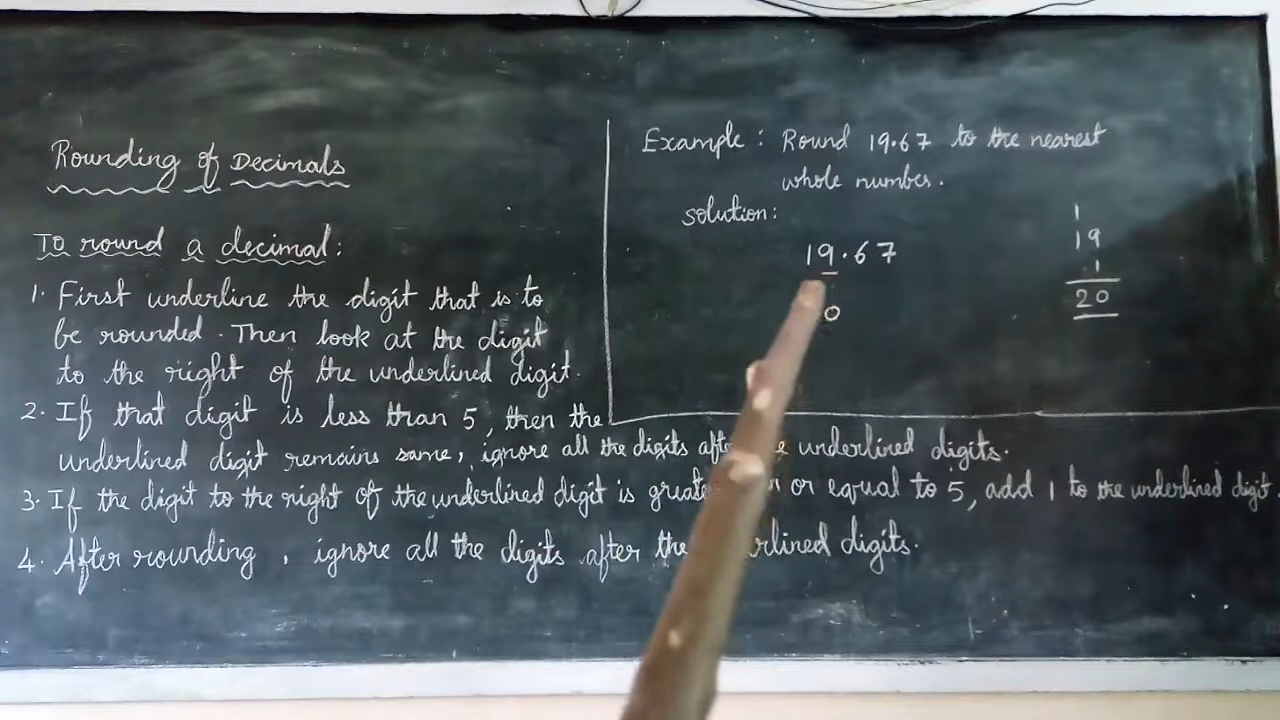 Rounding of Decimals
To round a decimal:
1. First underline the digit that is to
be rounded. Then look at the digit
to the right of the underlined digit.
2. If that digit is less than 5, then the
underlined digit remains same, ignore all the digits underlined digits.
3. If the digit to the right of the underlined digit is or equal to 5, add 1 to the underlined digit
4. After rounding, ignore all the digits after the digits.
Example: Round 19.67 to the nearest
whole number.
Solution:
19.67
0
1
19
1
20